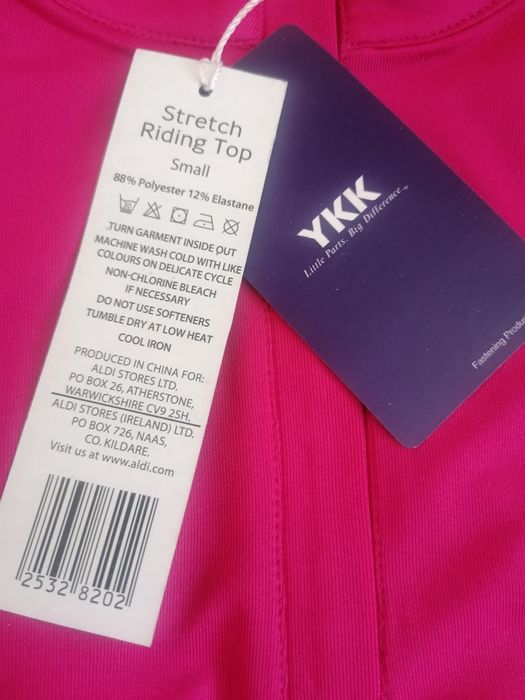 Stretch
Riding Top
Small
88% Polyester 12% Elastane
TURN GARMENT INSIDE OUT
MACHINE WASH COLD WITH LIKE
COLOURS ON DELICATE CYCLE
NON-CHLORINE BLEACH
IF NECESSARY
DO NOT USE SOFTENERS
TUMBLE DRY AT LOW HEAT
COOL IRON
PRODUCED IN CHINA FOR:
ALDI STORES LTD.
PO BOX 26, ATHERSTONE,
WARWICKSHIRE CV9 2SH.
ALDI STORES (IRELAND) LTD.
PO BOX 726, NAAS,
CO. KILDARE.
Visit us at www.aldi.com
2532 8202
YKK
Little Parts. Big Difference.
Fastening